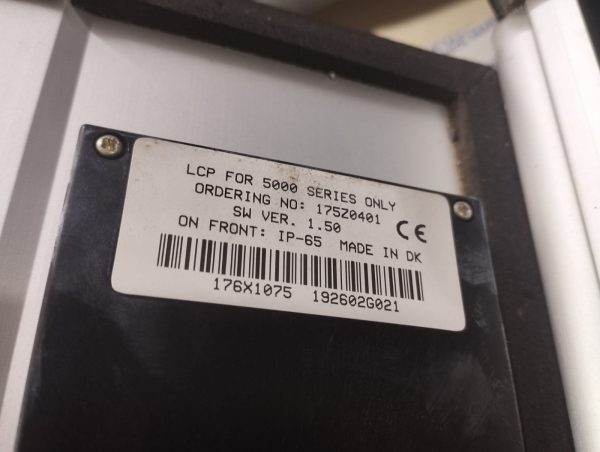 LCP FOR 5000 SERIES ONLY
ORDERING NO: 175Z0401
SW VER. 1.50
ON FRONT: IP-65 MADE IN DK
CE
176X1075 192602G021